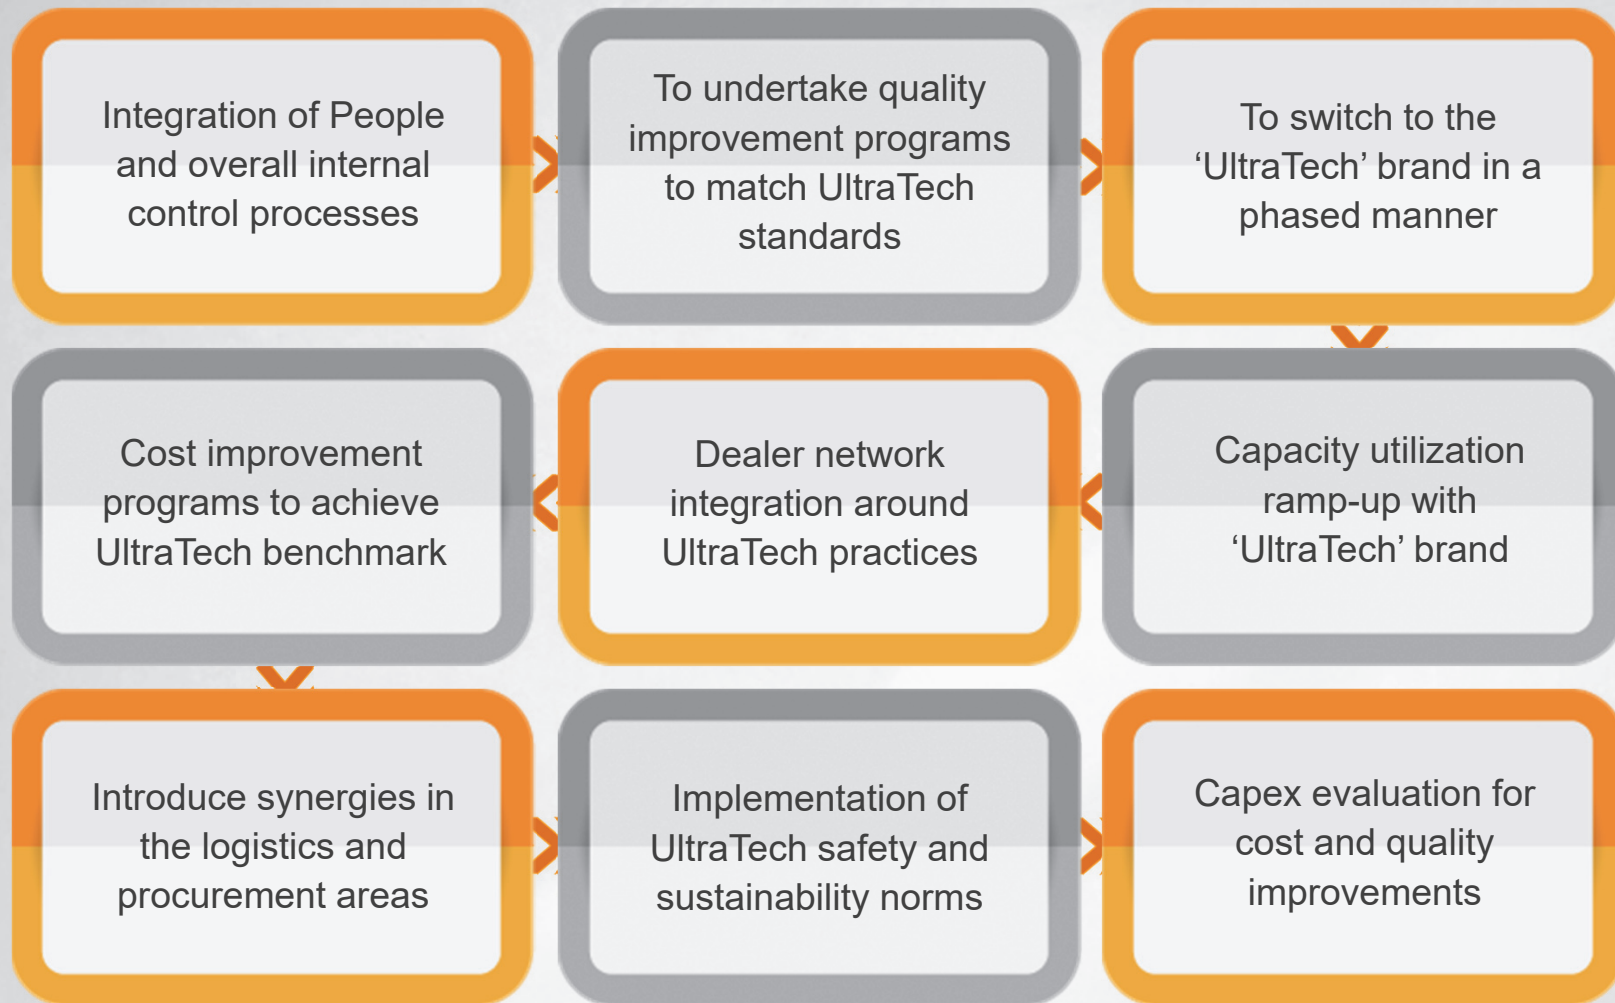 Integration of People
and overall internal
control processes
To undertake quality
improvement programs
to match UltraTech
standards
To switch to the
‘UltraTech’ brand in a
phased manner
Capacity utilization
ramp-up with
‘UltraTech’ brand
Dealer network
integration around
UltraTech practices
Cost improvement
programs to achieve
UltraTech benchmark
Introduce synergies in
the logistics and
procurement areas
Implementation of
UltraTech safety and
sustainability norms
Capex evaluation for
cost and quality
improvements